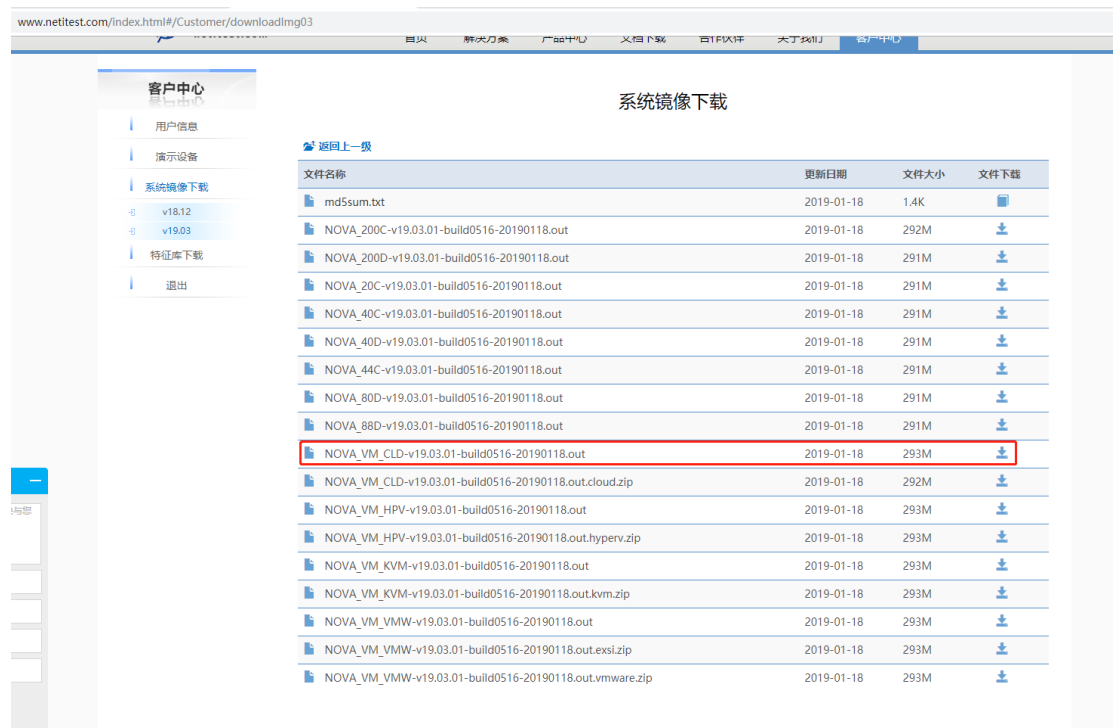 www.netitest.com/index.html#/Customer/downloadImg03
首页 解决方案 产品中心 文档下载 合作伙伴 关于我们 客户中心
客户中心
用户信息
演示设备
系统镜像下载
v18.12
v19.03
特征库下载
退出
系统镜像下载
返回上一级
文件名称 更新日期 文件大小 文件下载
md5sum.txt 2019-01-18 1.4K
NOVA_200C-v19.03.01-build0516-20190118.out 2019-01-18 292M
NOVA_200D-v19.03.01-build0516-20190118.out 2019-01-18 291M
NOVA_20C-v19.03.01-build0516-20190118.out 2019-01-18 291M
NOVA_40C-v19.03.01-build0516-20190118.out 2019-01-18 291M
NOVA_40D-v19.03.01-build0516-20190118.out 2019-01-18 291M
NOVA_44C-v19.03.01-build0516-20190118.out 2019-01-18 291M
NOVA_80D-v19.03.01-build0516-20190118.out 2019-01-18 291M
NOVA_88D-v19.03.01-build0516-20190118.out 2019-01-18 291M
NOVA_VM_CLD-v19.03.01-build0516-20190118.out 2019-01-18 293M
NOVA_VM_CLD-v19.03.01-build0516-20190118.out.cloud.zip 2019-01-18 292M
NOVA_VM_HPV-v19.03.01-build0516-20190118.out 2019-01-18 293M
NOVA_VM_HPV-v19.03.01-build0516-20190118.out.hyperv.zip 2019-01-18 293M
NOVA_VM_KVM-v19.03.01-build0516-20190118.out 2019-01-18 293M
NOVA_VM_KVM-v19.03.01-build0516-20190118.out.kvm.zip 2019-01-18 293M
NOVA_VM_VMW-v19.03.01-build0516-20190118.out 2019-01-18 293M
NOVA_VM_VMW-v19.03.01-build0516-20190118.out.exsi.zip 2019-01-18 293M
NOVA_VM_VMW-v19.03.01-build0516-20190118.out.vmware.zip 2019-01-18 293M
与您